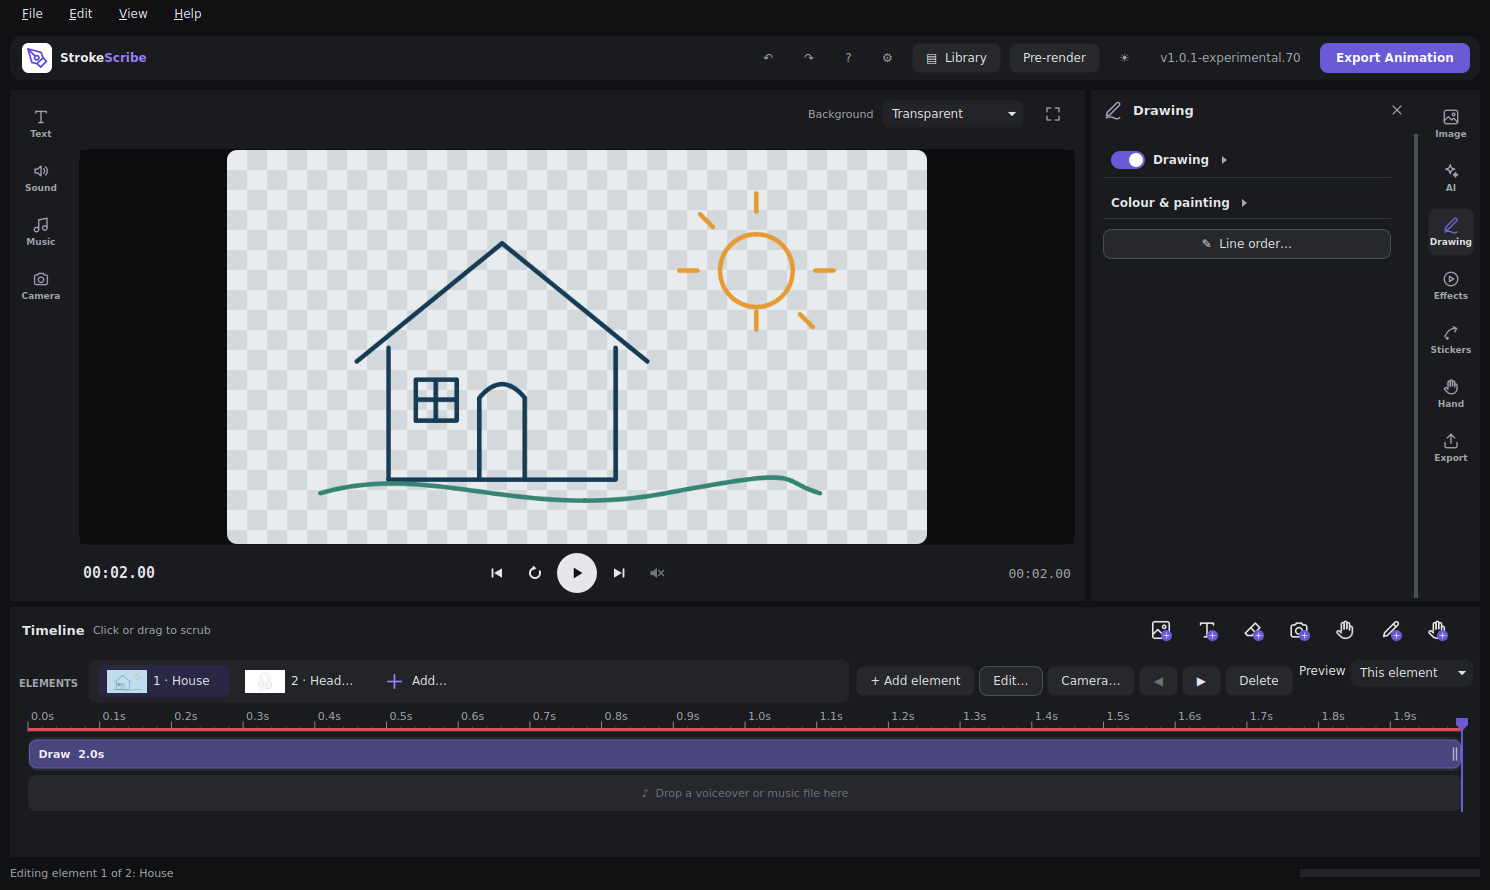 File Edit View Help
StrokeScribe
? Library Pre-render v1.0.1-experimental.70 Export Animation
Text
Sound
Music
Camera
Background Transparent
00:02.00 00:02.00
Drawing
Drawing
Colour & painting
Line order...
Image
AI
Drawing
Effects
Stickers
Hand
Export
Timeline Click or drag to scrub
ELEMENTS 1 · House 2 · Head... Add... + Add element Edit... Camera... Delete Preview This element
0.0s 0.1s 0.2s 0.3s 0.4s 0.5s 0.6s 0.7s 0.8s 0.9s 1.0s 1.1s 1.2s 1.3s 1.4s 1.5s 1.6s 1.7s 1.8s 1.9s
Draw 2.0s
♪ Drop a voiceover or music file here
Editing element 1 of 2: House